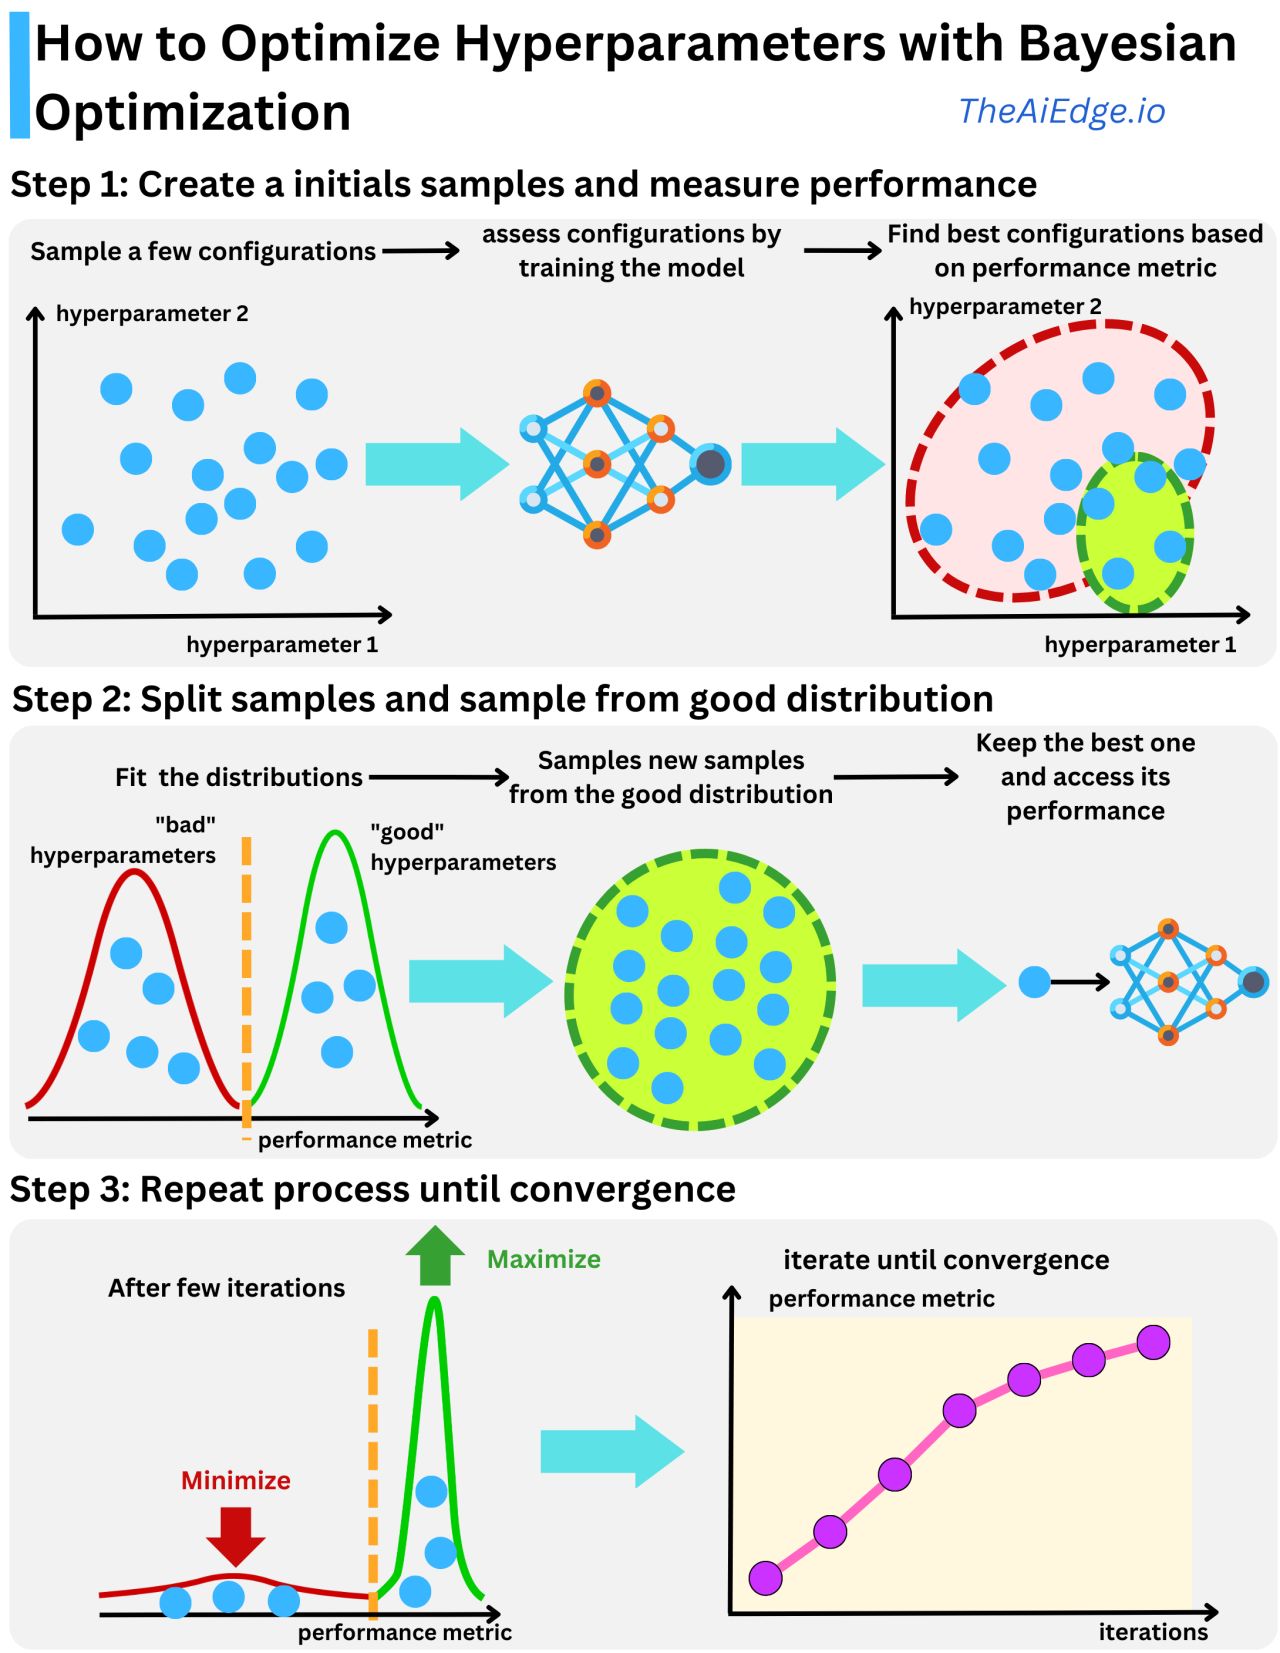 How to Optimize Hyperparameters with Bayesian
Optimization
TheAiEdge.io
Step 1: Create a initials samples and measure performance
Sample a few configurations
assess configurations by
training the model
Find best configurations based
on performance metric
hyperparameter 2
hyperparameter 1
hyperparameter 2
hyperparameter 1
Step 2: Split samples and sample from good distribution
Fit the distributions
Samples new samples
from the good distribution
Keep the best one
and access its
performance
"bad"
hyperparameters
"good"
hyperparameters
performance metric
Step 3: Repeat process until convergence
After few iterations
Maximize
Minimize
performance metric
iterate until convergence
performance metric
iterations